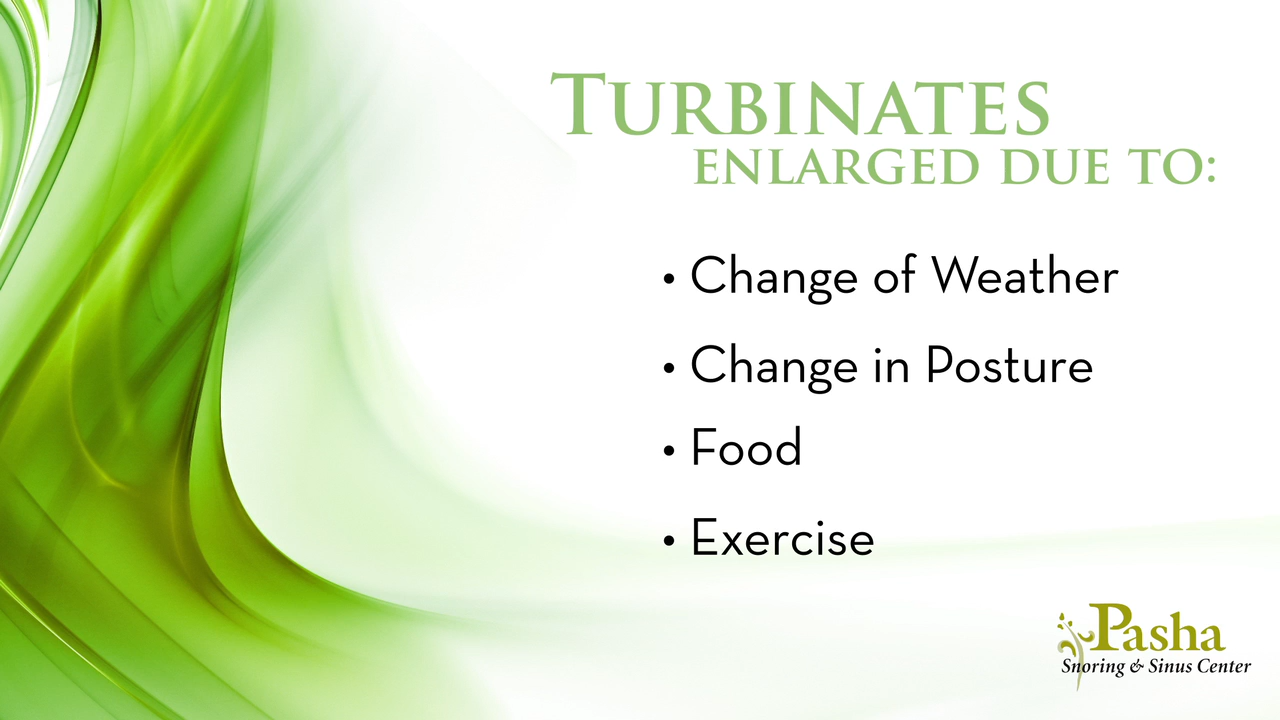 TURBINATES
ENLARGED DUE TO:
• Change of Weather
• Change in Posture
• Food
• Exercise
Pasha
Snoring & Sinus Center